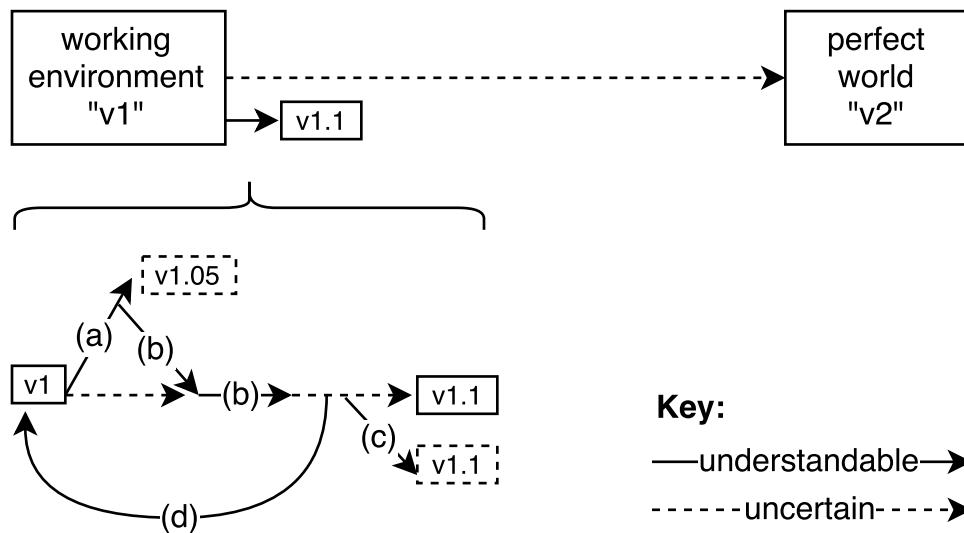 working
environment
"v1"
perfect
world
"v2"
v1.1
v1.05
(a)
(b)
v1
(b)
v1.1
(c)
v1.1
(d)
Key:
understandable
uncertain